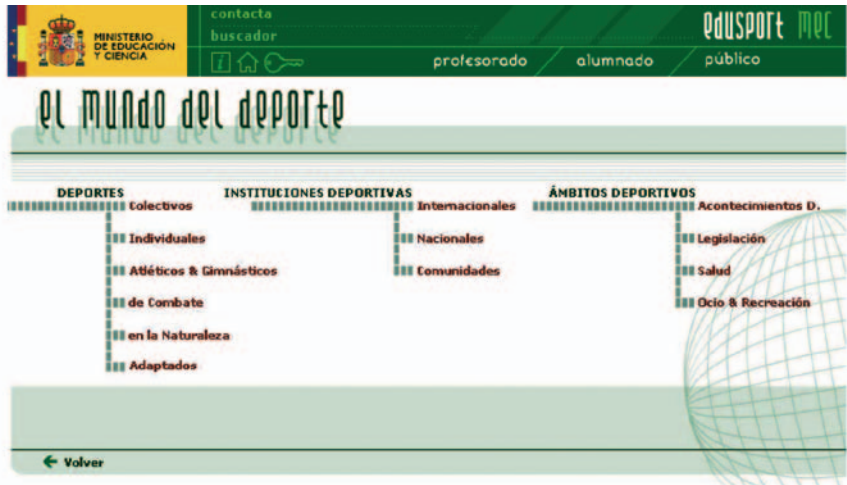 MINISTERIO
DE EDUCACIÓN
Y CIENCIA
contacta
buscador
i
edusport mec
profesorado / alumnado / público
el mundo del deporte
DEPORTES
Colectivos
Individuales
Atléticos & Gimnásticos
de Combate
en la Naturaleza
Adaptados
INSTITUCIONES DEPORTIVAS
Internacionales
Nacionales
Comunidades
ÁMBITOS DEPORTIVOS
Acontecimientos D.
Legislación
Salud
Ocio & Recreación
Volver